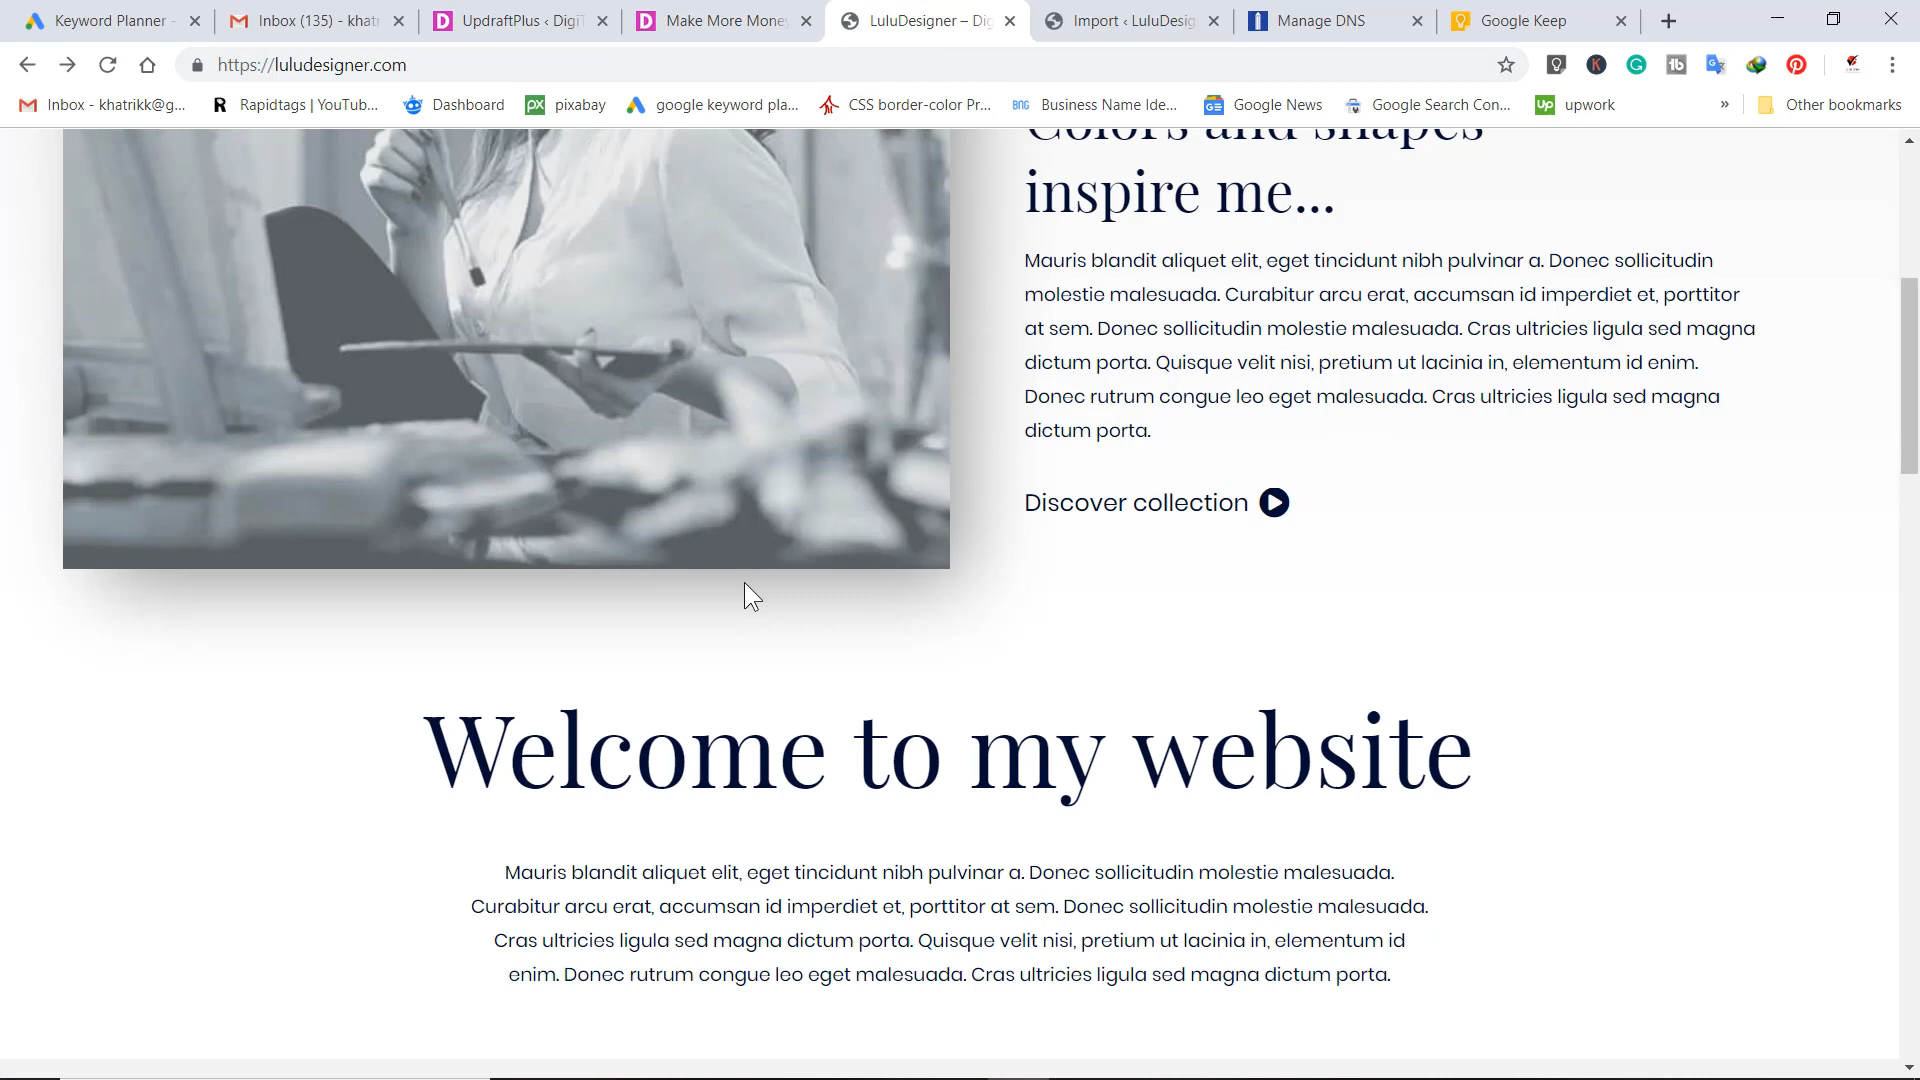 Keyword Planner -
Inbox (135) - khatr
UpdraftPlus ‹ DigiT
Make More Money
LuluDesigner – Dig
Import ‹ LuluDesig
Manage DNS
Google Keep
https://luludesigner.com
Inbox - khatrikk@g...
Rapidtags | YouTub...
Dashboard
pixabay
google keyword pla...
CSS border-color Pr...
Business Name Ide...
Google News
Google Search Con...
upwork
»
Other bookmarks
Colors and shapes
inspire me...
Mauris blandit aliquet elit, eget tincidunt nibh pulvinar a. Donec sollicitudin
molestie malesuada. Curabitur arcu erat, accumsan id imperdiet et, porttitor
at sem. Donec sollicitudin molestie malesuada. Cras ultricies ligula sed magna
dictum porta. Quisque velit nisi, pretium ut lacinia in, elementum id enim.
Donec rutrum congue leo eget malesuada. Cras ultricies ligula sed magna
dictum porta.
Discover collection
Welcome to my website
Mauris blandit aliquet elit, eget tincidunt nibh pulvinar a. Donec sollicitudin molestie malesuada.
Curabitur arcu erat, accumsan id imperdiet et, porttitor at sem. Donec sollicitudin molestie malesuada.
Cras ultricies ligula sed magna dictum porta. Quisque velit nisi, pretium ut lacinia in, elementum id
enim. Donec rutrum congue leo eget malesuada. Cras ultricies ligula sed magna dictum porta.